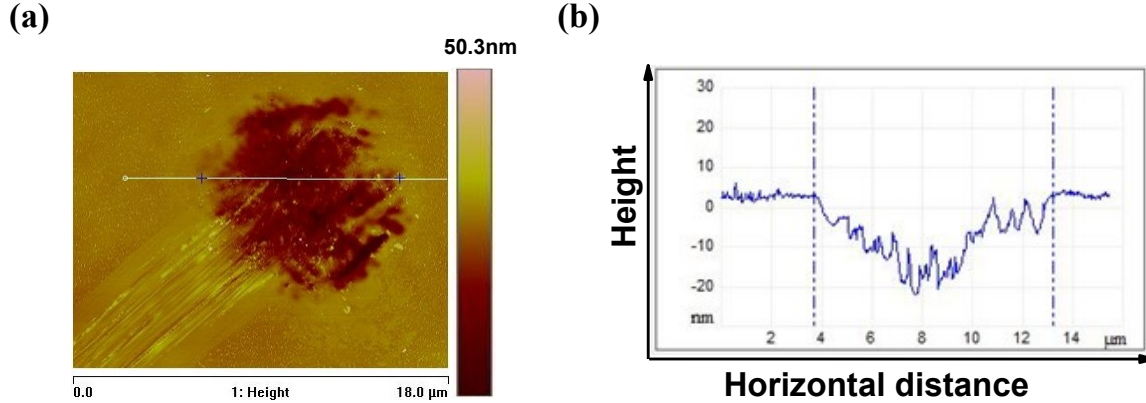 (a)
50.3nm
0.0 1: Height 18.0 µm
(b)
Height
30
20
10
0
-10
-20
nm
2 4 6 8 10 12 14 µm
Horizontal distance